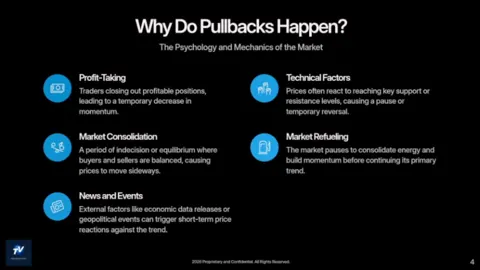 Why Do Pullbacks Happen?
The Psychology and Mechanics of the Market
Profit-Taking
Traders closing out profitable positions,
leading to a temporary decrease in
momentum.
Market Consolidation
A period of indecision or equilibrium where
buyers and sellers are balanced, causing
prices to move sideways.
News and Events
External factors like economic data releases or
geopolitical events can trigger short-term price
reactions against the trend.
Technical Factors
Prices often react to reaching key support or
resistance levels, causing a pause or
temporary reversal.
Market Refueling
The market pauses to consolidate energy and
build momentum before continuing its primary
trend.
Proprietary and Confidential. All Rights Reserved.
4